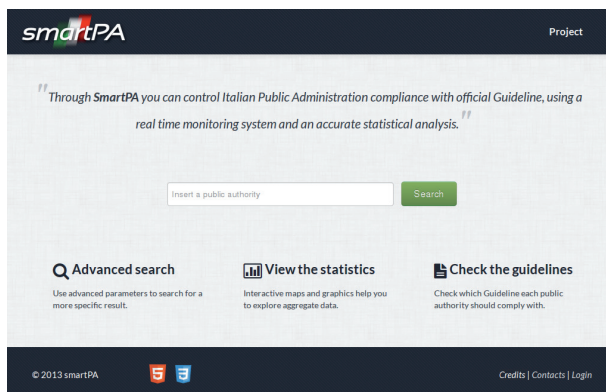 smartPA
Project
"Through SmartPA you can control Italian Public Administration compliance with official Guideline, using a
real time monitoring system and an accurate statistical analysis."
Insert a public authority
Search
Advanced search
Use advanced parameters to search for a
more specific result.
View the statistics
Interactive maps and graphics help you
to explore aggregate data.
Check the guidelines
Check which Guideline each public
authority should comply with.
© 2013 smartPA
5
3
Credits | Contacts | Login